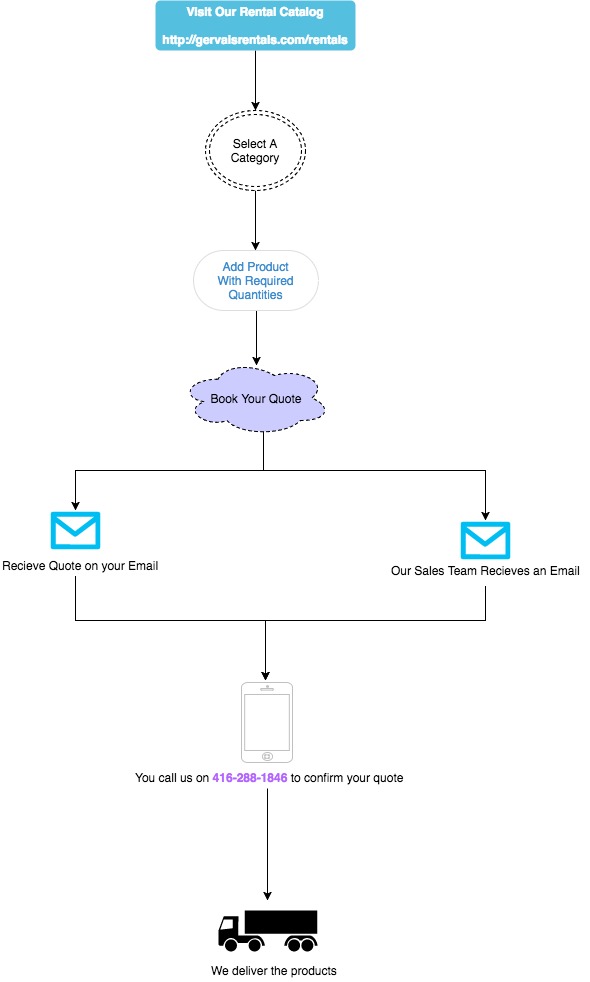 Visit Our Rental Catalog
http://gervaisrentals.com/rentals
Select A
Category
Add Product
With Required
Quantities
Book Your Quote
Recieve Quote on your Email
Our Sales Team Recieves an Email
You call us on 416-288-1846 to confirm your quote
We deliver the products